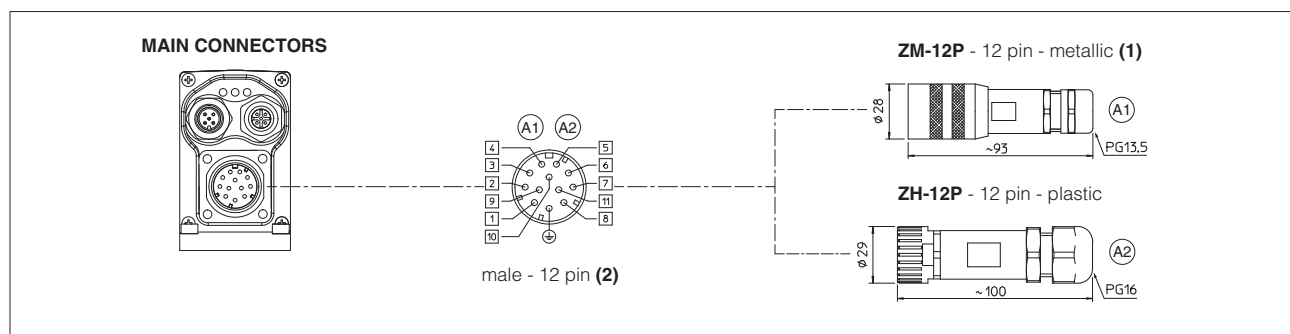 MAIN CONNECTORS
ZM-12P - 12 pin - metallic (1)
A1 A2
4 5
3 6
2 7
9 11
1 8
10
male - 12 pin (2)
ø 28
~93
A1
PG13,5
ZH-12P - 12 pin - plastic
ø 29
~100
A2
PG16